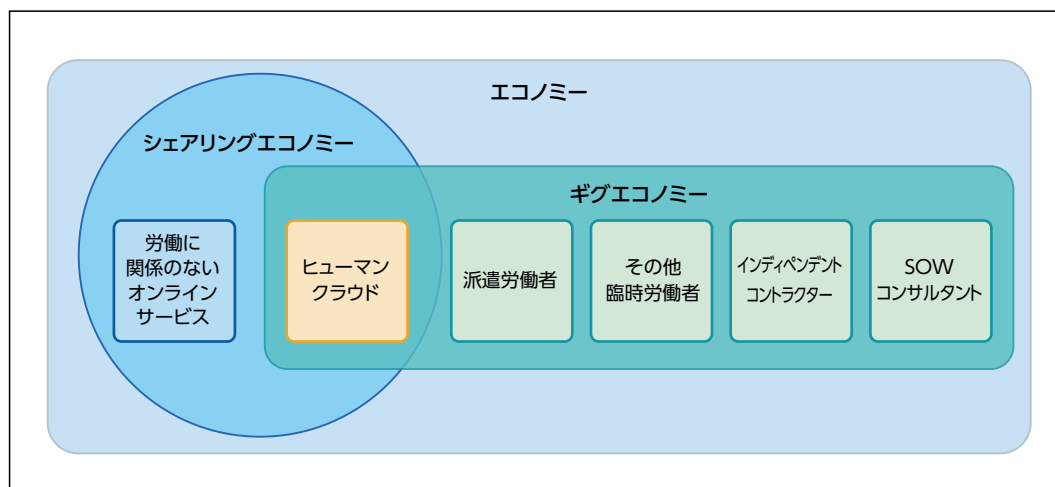 エコノミー
シェアリングエコノミー
ギグエコノミー
労働に
関係のない
オンライン
サービス
ヒューマン
クラウド
派遣労働者
その他
臨時労働者
インディペンデント
コントラクター
SOW
コンサルタント